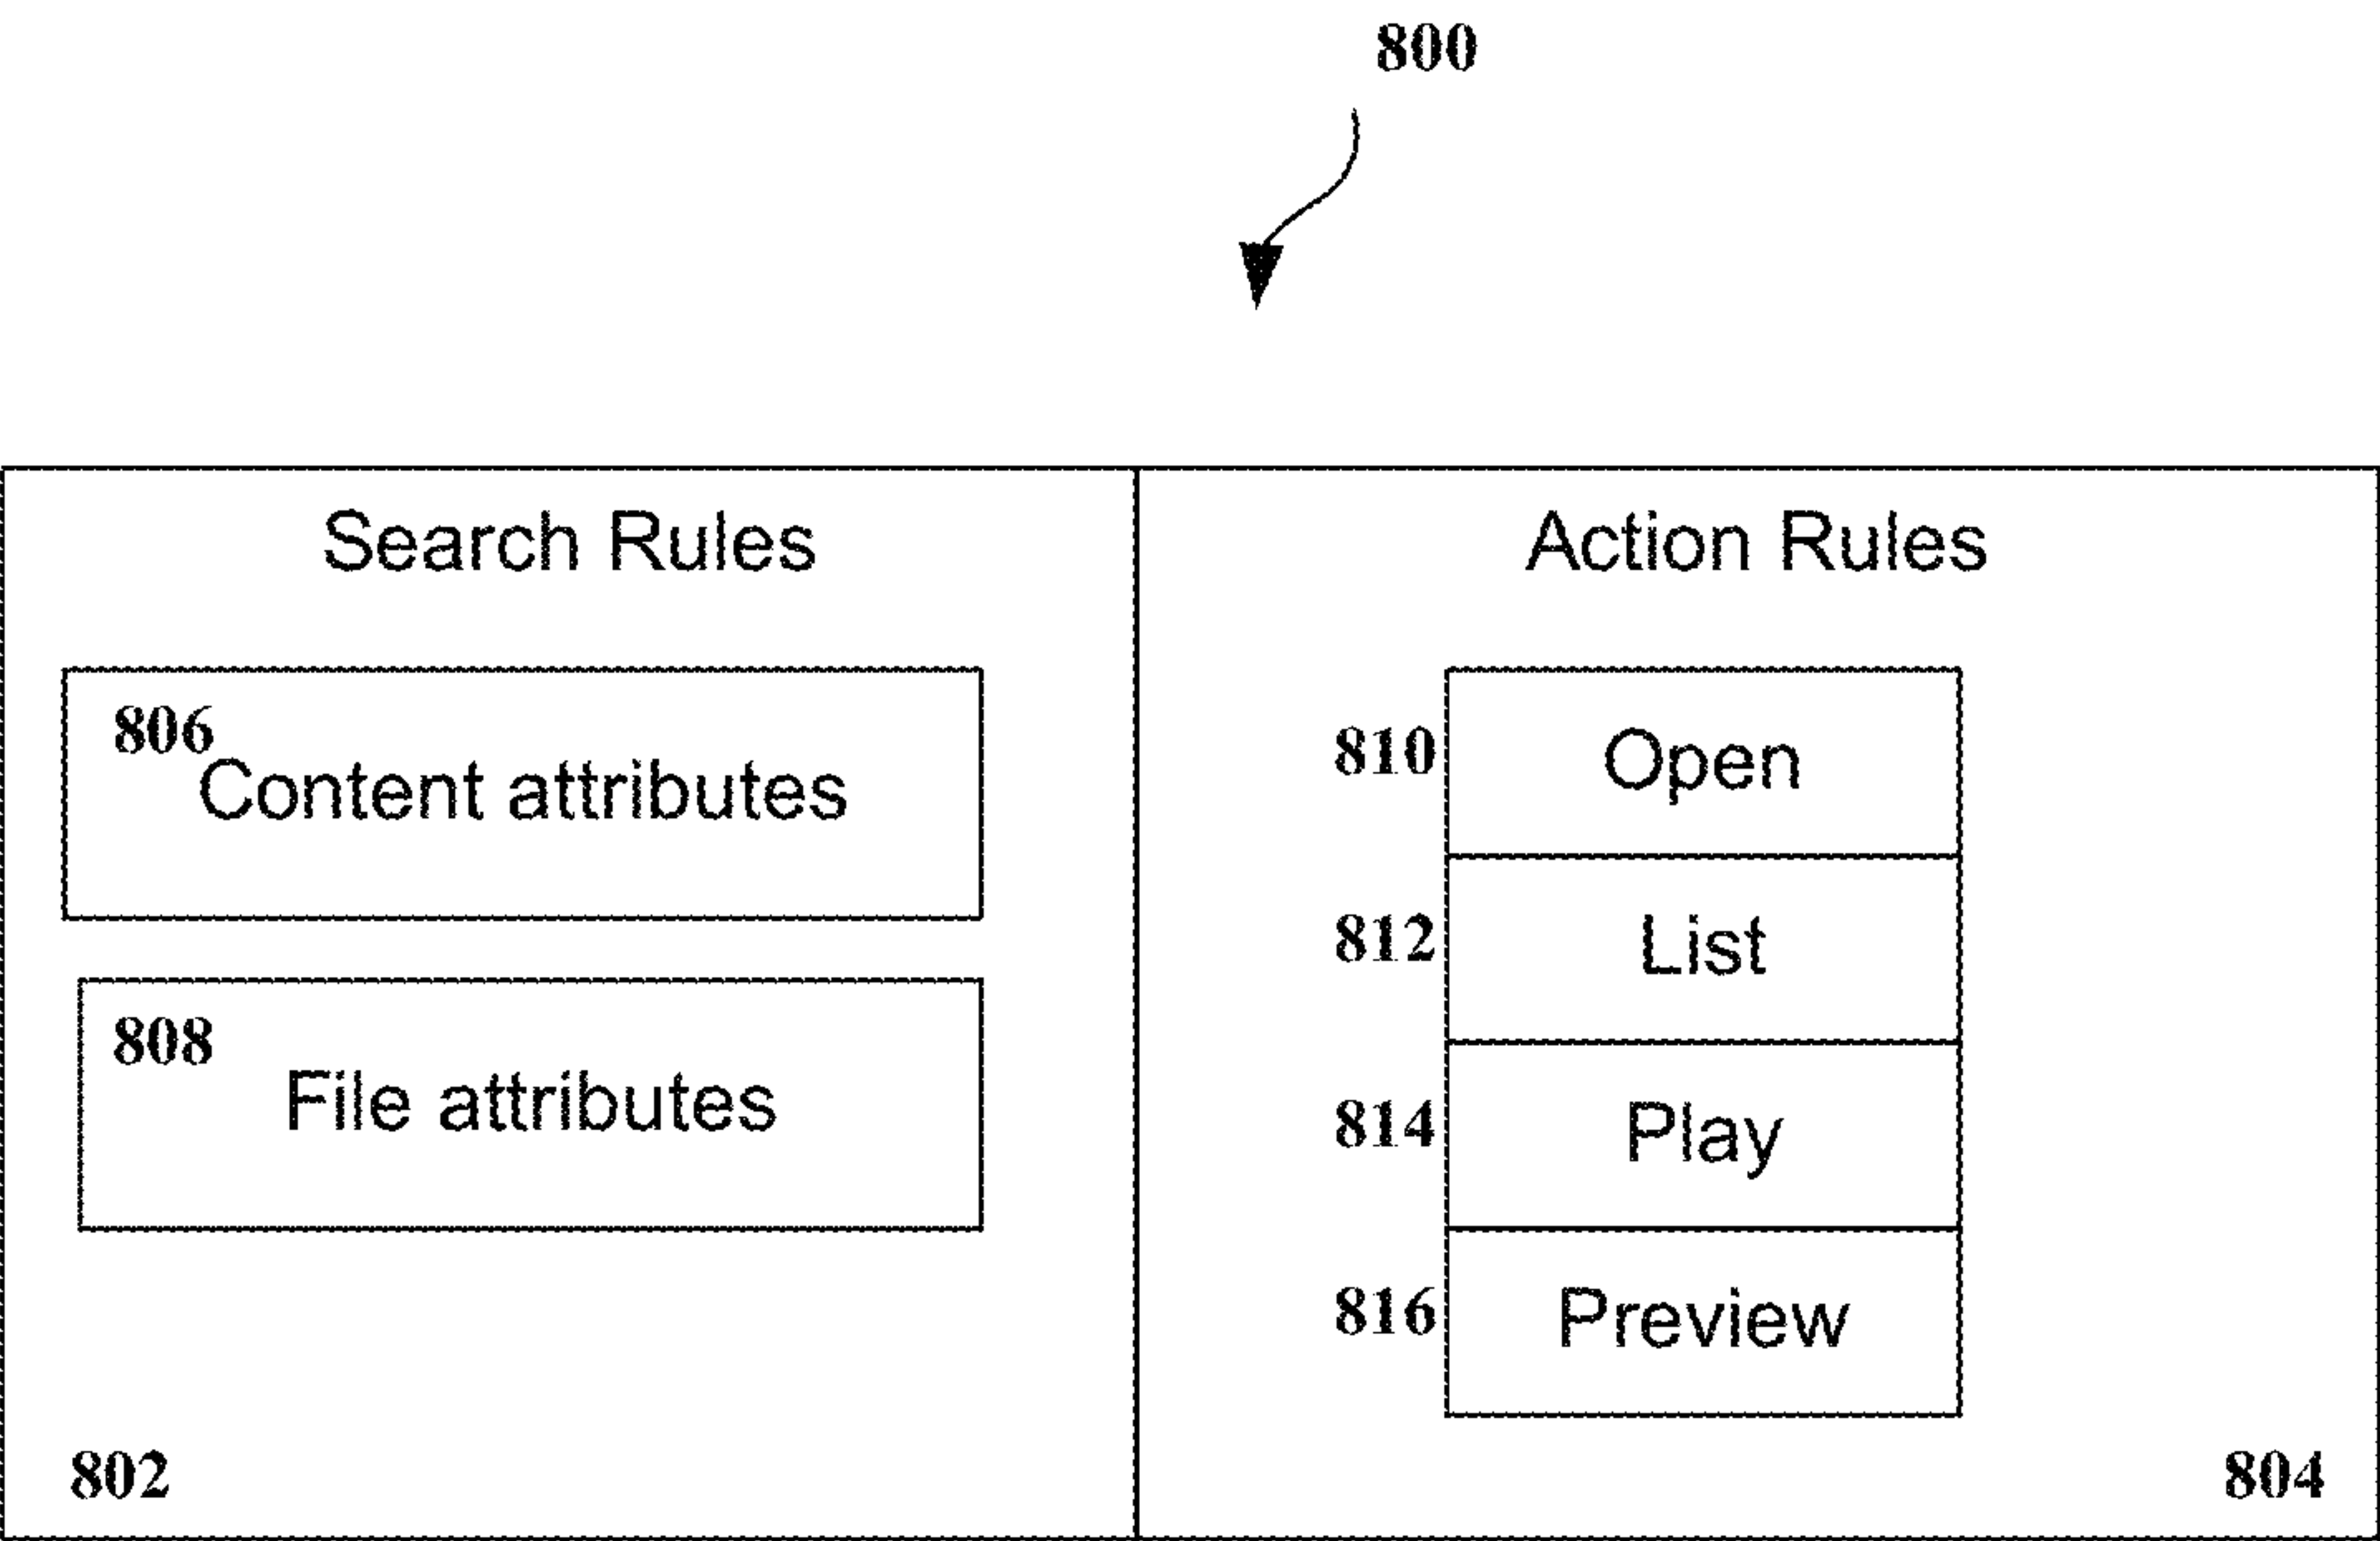 800
Search Rules
806
Content attributes
808
File attributes
802
Action Rules
810 Open
812 List
814 Play
816 Preview
804